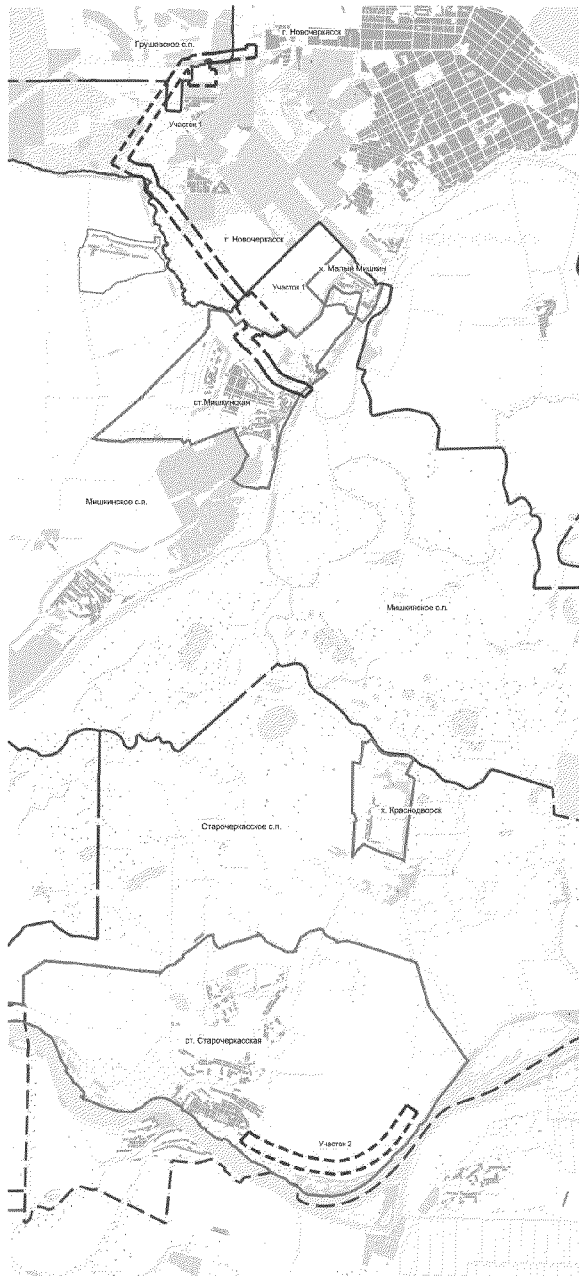 Грушевское с.п.
г. Новочеркасск
Участок 1
г. Новочеркасск
х. Малый Мишкин
Участок 1
ст.Мишкинская
Мишкинское с.п.
Мишкинское с.п.
х. Краснодворск
Старочеркасское с.п.
ст. Старочеркасская
Участок 2